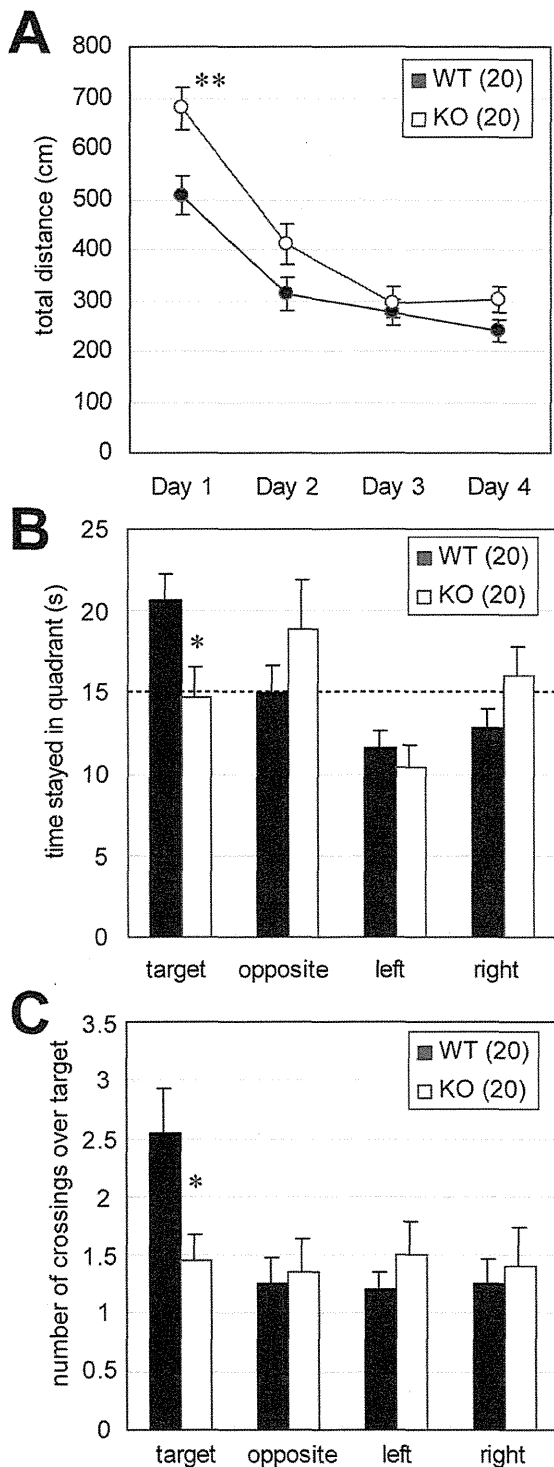 A
total distance (cm)
800
700
600
500
400
300
200
100
0
**
WT (20)
KO (20)
Day 1 Day 2 Day 3 Day 4
B
time stayed in quadrant (s)
25
20
15
10
5
0
*
WT (20)
KO (20)
target opposite left right
C
number of crossings over target
3.5
3
2.5
2
1.5
1
0.5
0
*
WT (20)
KO (20)
target opposite left right